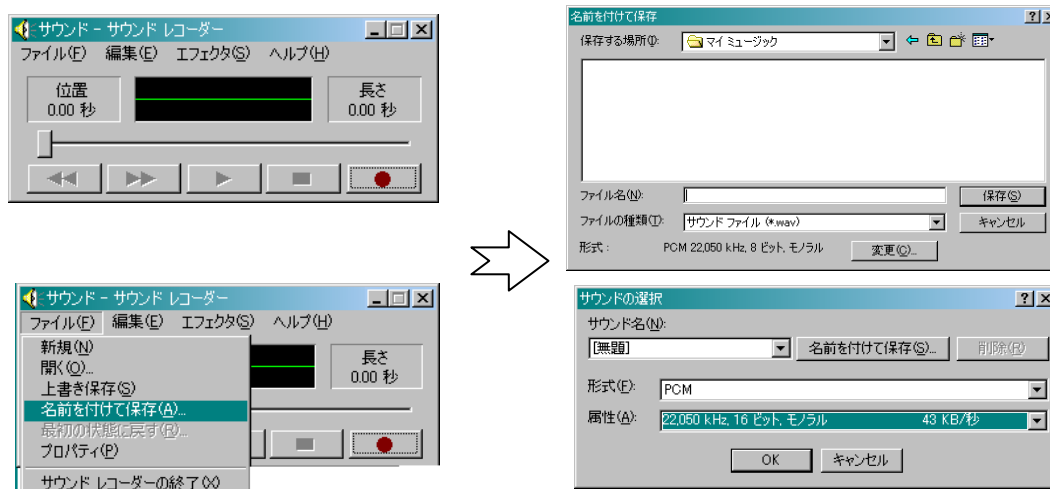 サウンド - サウンド レコーダー
ファイル(F) 編集(E) エフェクタ(S) ヘルプ(H)
位置
0.00 秒
長さ
0.00 秒
サウンド - サウンド レコーダー
ファイル(F) 編集(E) エフェクタ(S) ヘルプ(H)
新規(N)
開く(O)...
上書き保存(S)
名前を付けて保存(A)...
最初の状態に戻す(R)...
プロパティ(P)
サウンド レコーダーの終了(X)
長さ
0.00 秒
名前を付けて保存
保存する場所(I):
マイ ミュージック
ファイル名(N):
保存(S)
ファイルの種類(T):
サウンド ファイル (*.wav)
キャンセル
形式 :
PCM 22,050 kHz, 8 ビット, モノラル
変更(C)...
サウンドの選択
サウンド名(N):
[無題]
名前を付けて保存(S)...
削除(R)
形式(F):
PCM
属性(A):
22,050 kHz, 16 ビット, モノラル 43 KB/秒
OK
キャンセル